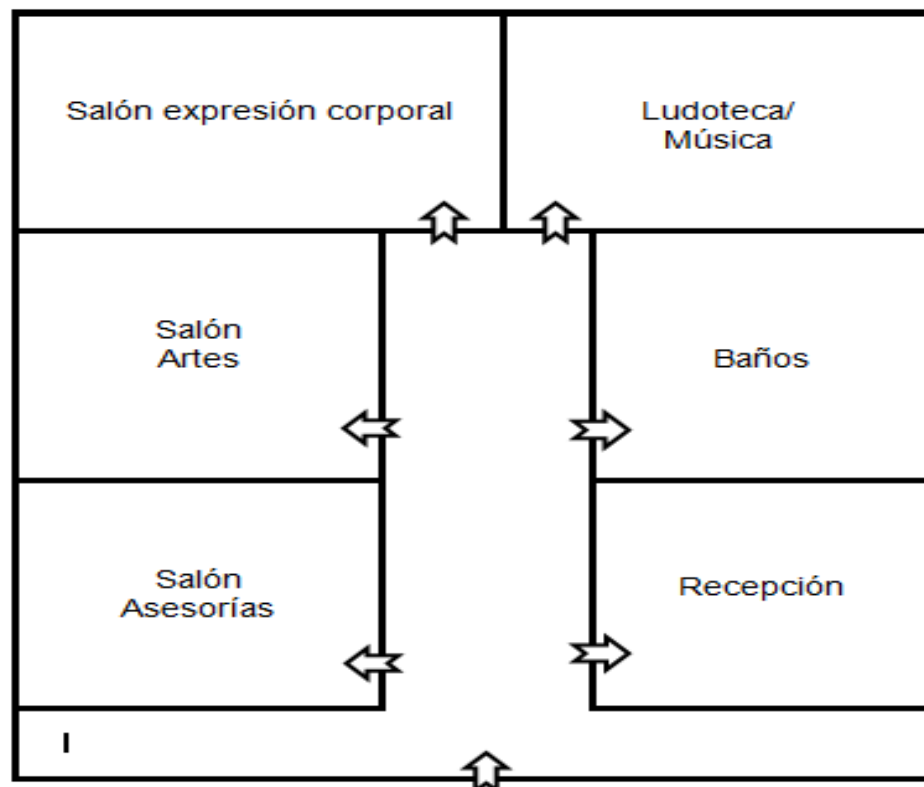 Salón expresión corporal
Ludoteca/
Música
Salón
Artes
Baños
Salón
Asesorías
Recepción
I